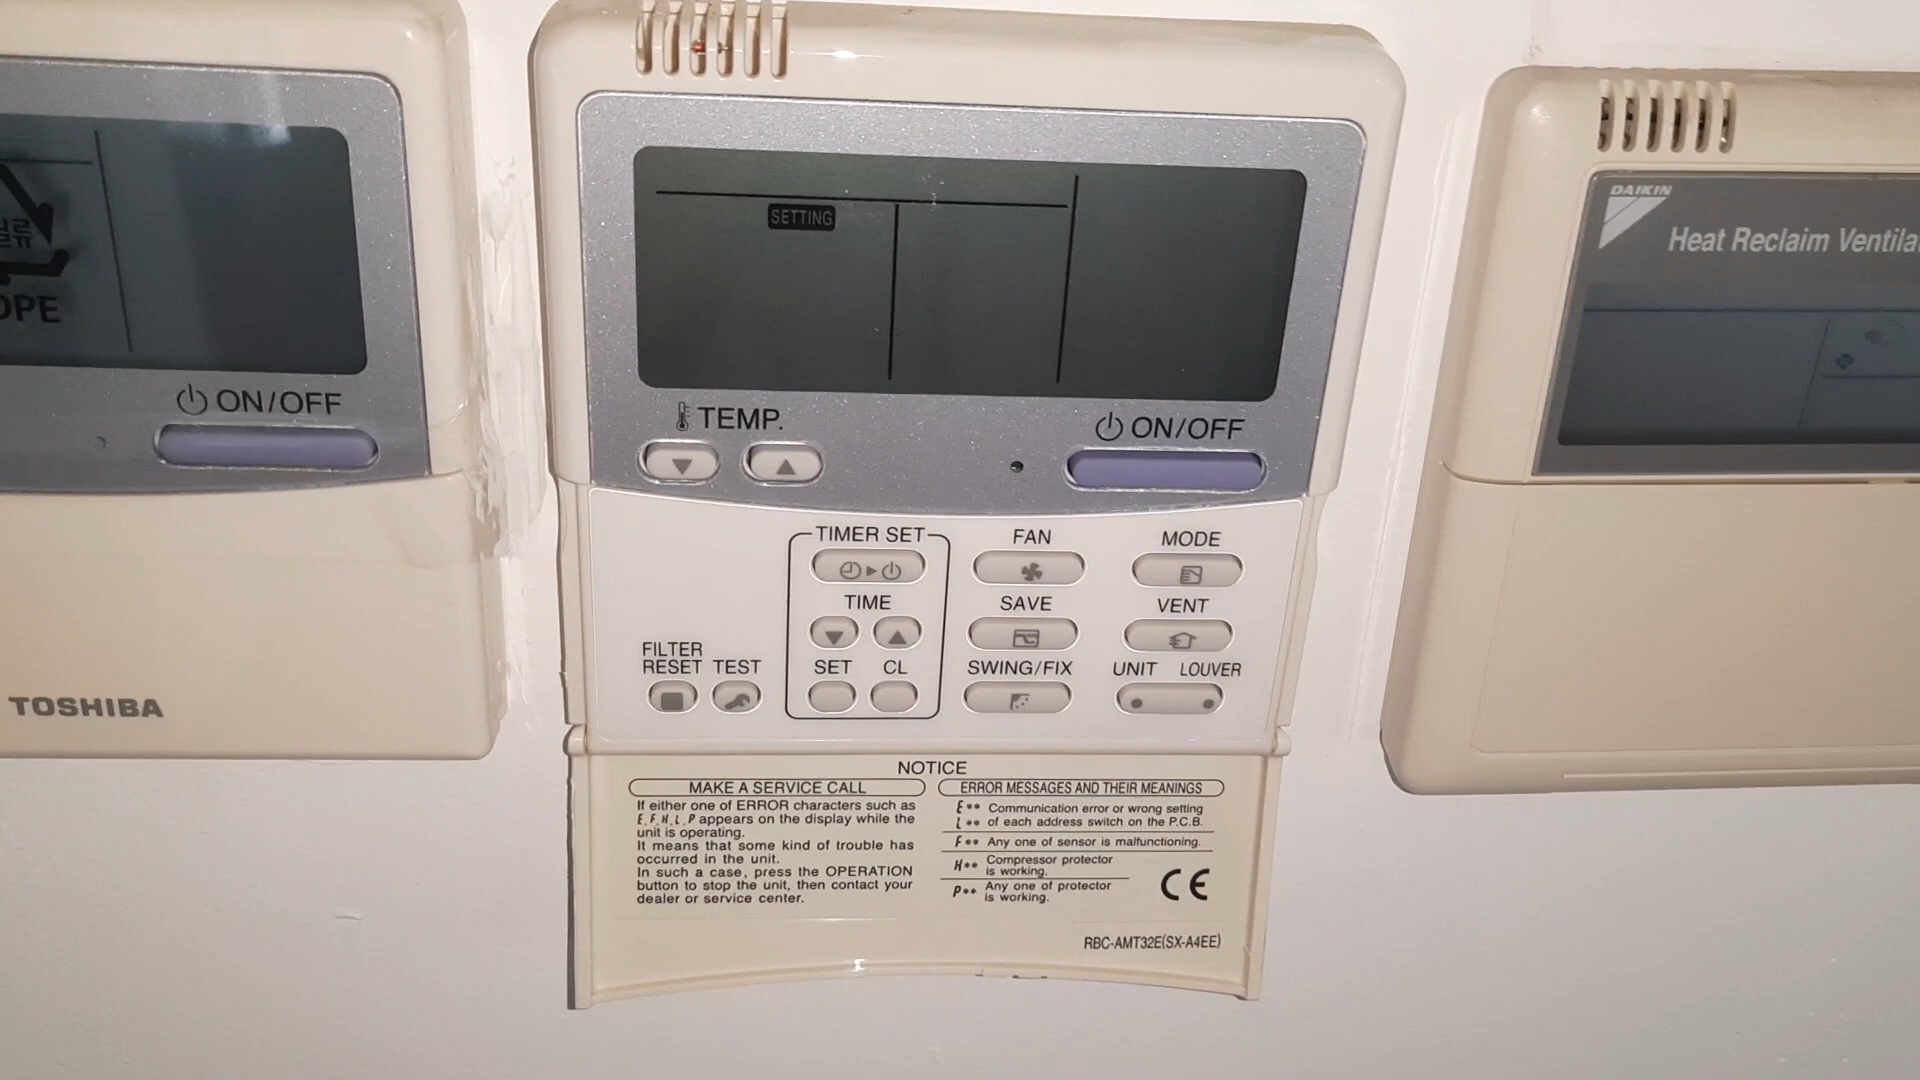 OPE
ON/OFF
TOSHIBA
SETTING
TEMP.
ON/OFF
TIMER SET
FAN
MODE
TIME
SAVE
VENT
FILTER
RESET
TEST
SET
CL
SWING/FIX
UNIT
LOUVER
NOTICE
MAKE A SERVICE CALL
If either one of ERROR characters such as
E.F.H.L.P appears on the display while the
unit is operating.
It means that some kind of trouble has
occurred in the unit.
In such a case, press the OPERATION
button to stop the unit, then contact your
dealer or service center.
ERROR MESSAGES AND THEIR MEANINGS
E** Communication error or wrong setting
L** of each address switch on the P.C.B.
F** Any one of sensor is malfunctioning.
H** Compressor protector
is working.
P** Any one of protector
is working.
CE
RBC-AMT32E(SX-A4EE)
DAIKIN
Heat Reclaim Ventila